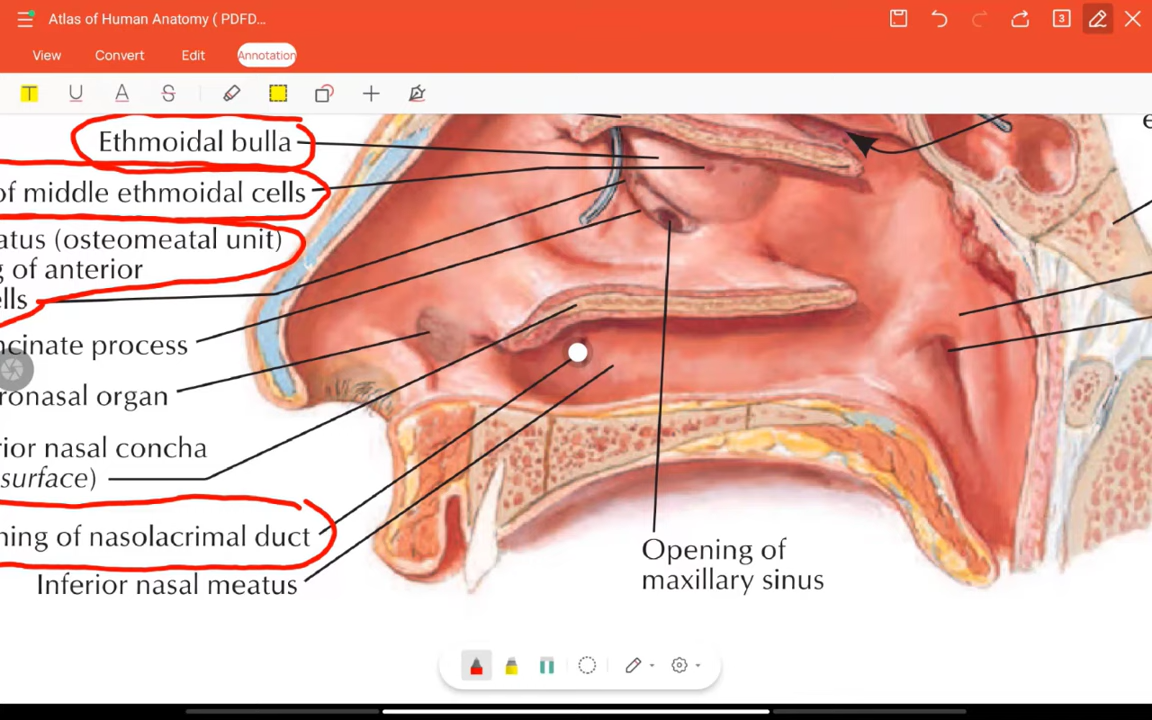 Atlas of Human Anatomy ( PDFD...
3
View Convert Edit Annotation
T U A S
Ethmoidal bulla
of middle ethmoidal cells
atus (osteomeatal unit)
g of anterior
ells
ncinate process
ronasal organ
rior nasal concha
surface)
ning of nasolacrimal duct
Inferior nasal meatus
Opening of
maxillary sinus
e